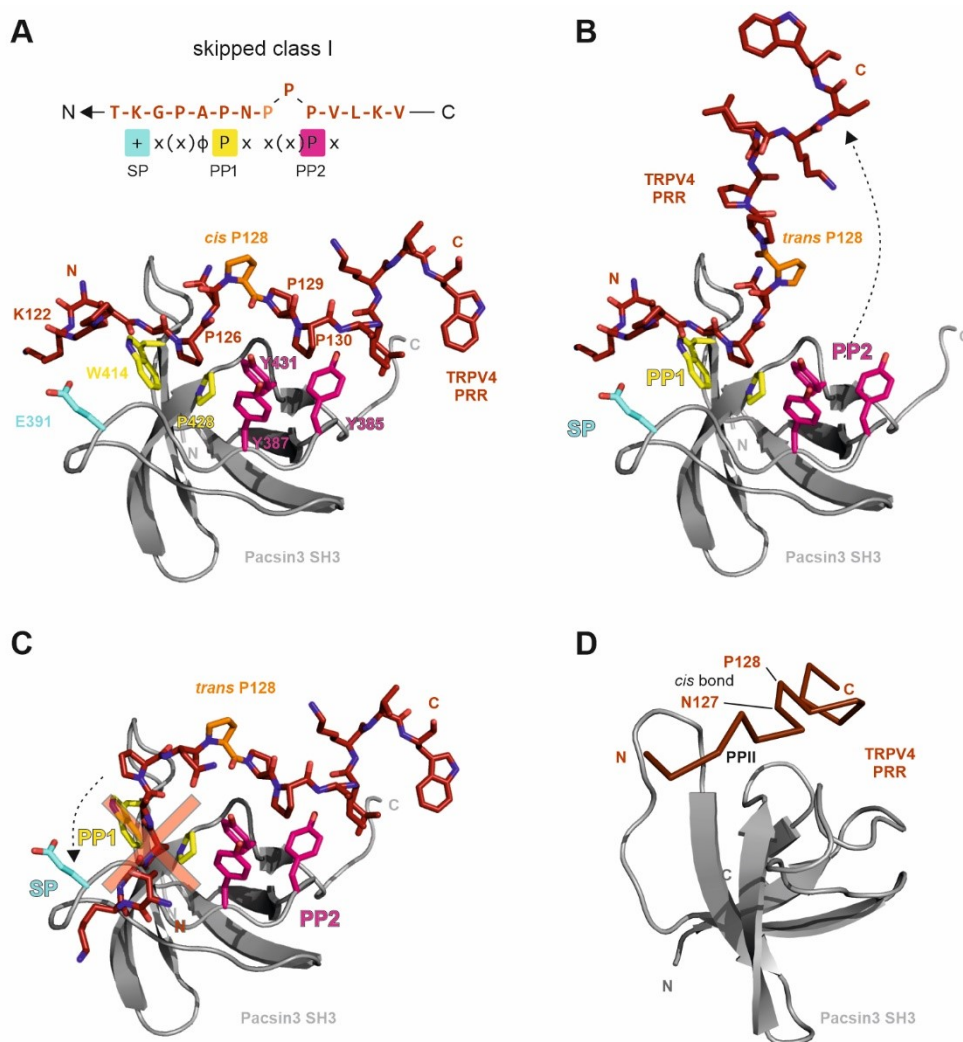 A
skipped class I
P
N T-K-G-P-A-P-N-P P-V-L-K-V C
+ x(x)ϕ P x x(x) P x
SP PP1 PP2
cis P128
N
C
K122
P129
P126
P130
W414
Y431
C
E391
P428
Y385
TRPV4
PRR
N
Y387
Pacsin3 SH3
B
C
TRPV4
PRR
trans P128
N
PP1
PP2
C
SP
N
Pacsin3 SH3
C
trans P128
C
PP1
C
SP
N
N
PP2
Pacsin3 SH3
D
P128
cis bond
C
N127
N
PPII
TRPV4
PRR
C
N
Pacsin3 SH3